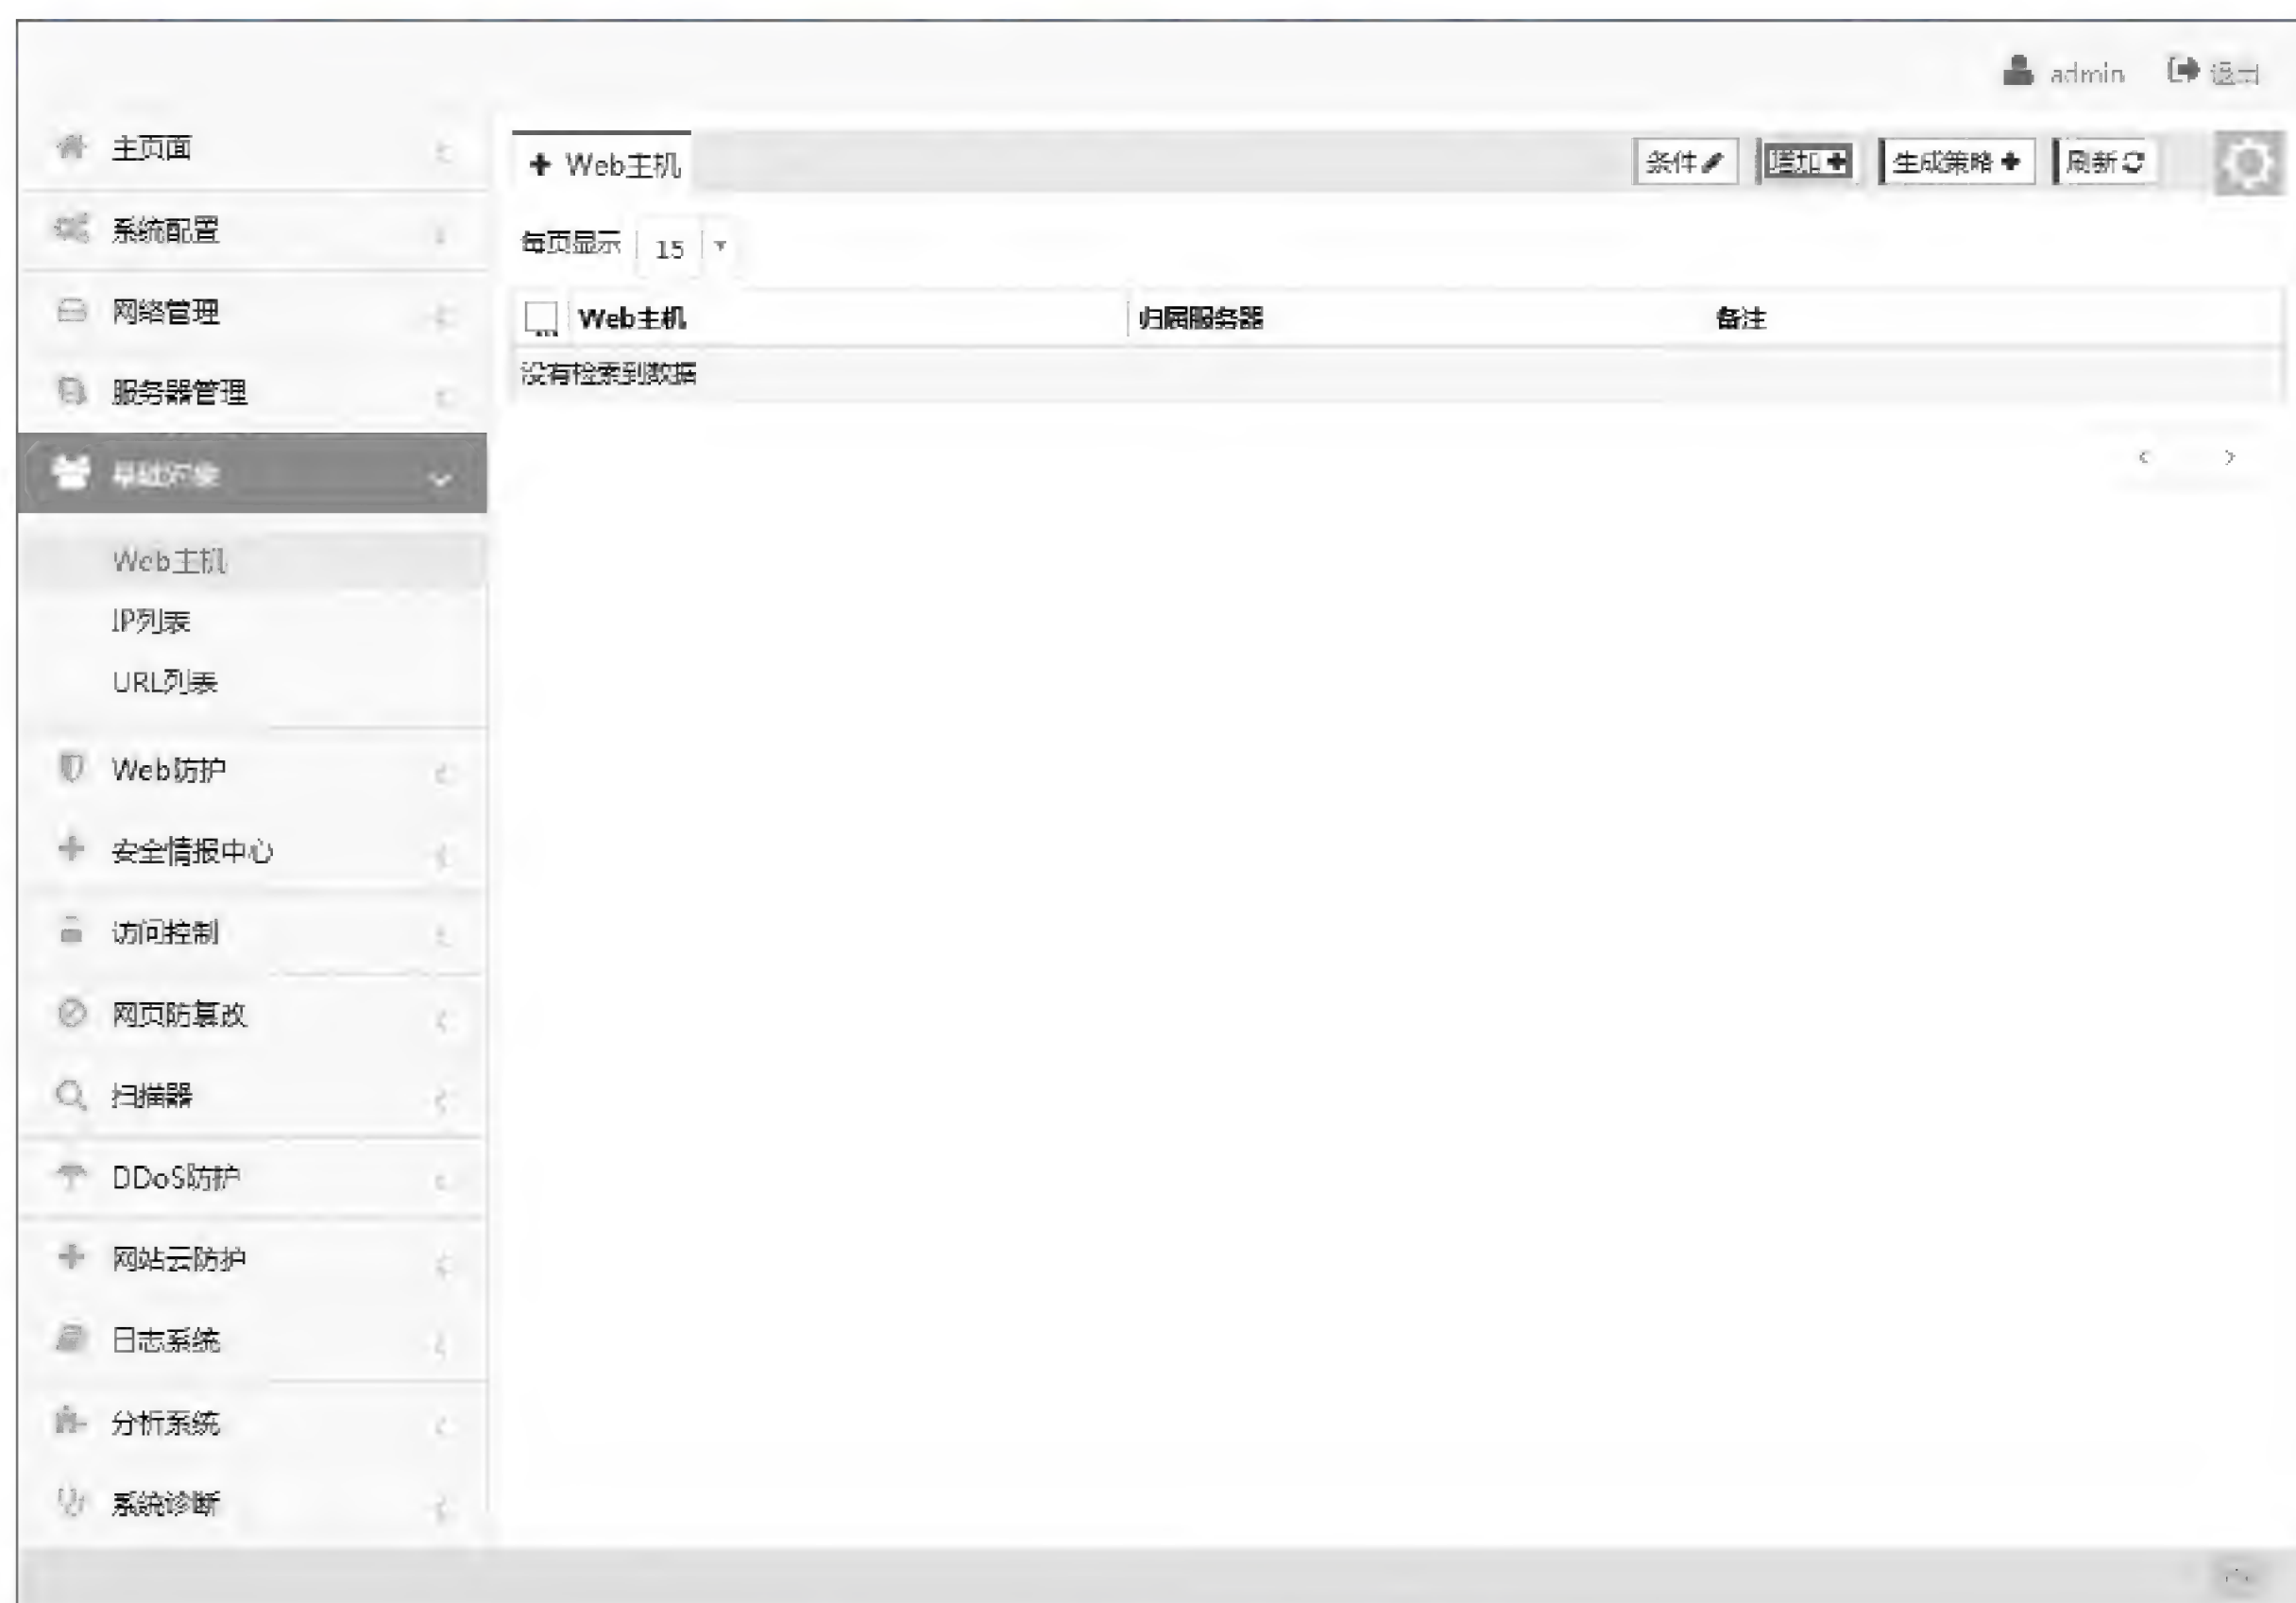 admin 退出
主页面
系统配置
网络管理
服务器管理
基础对象
Web主机
IP列表
URL列表
Web防护
安全情报中心
访问控制
网页防篡改
扫描器
DDoS防护
网站云防护
日志系统
分析系统
系统诊断
Web主机
条件 增加 生成策略 刷新
每页显示 15
Web主机 归属服务器 备注
没有检索到数据